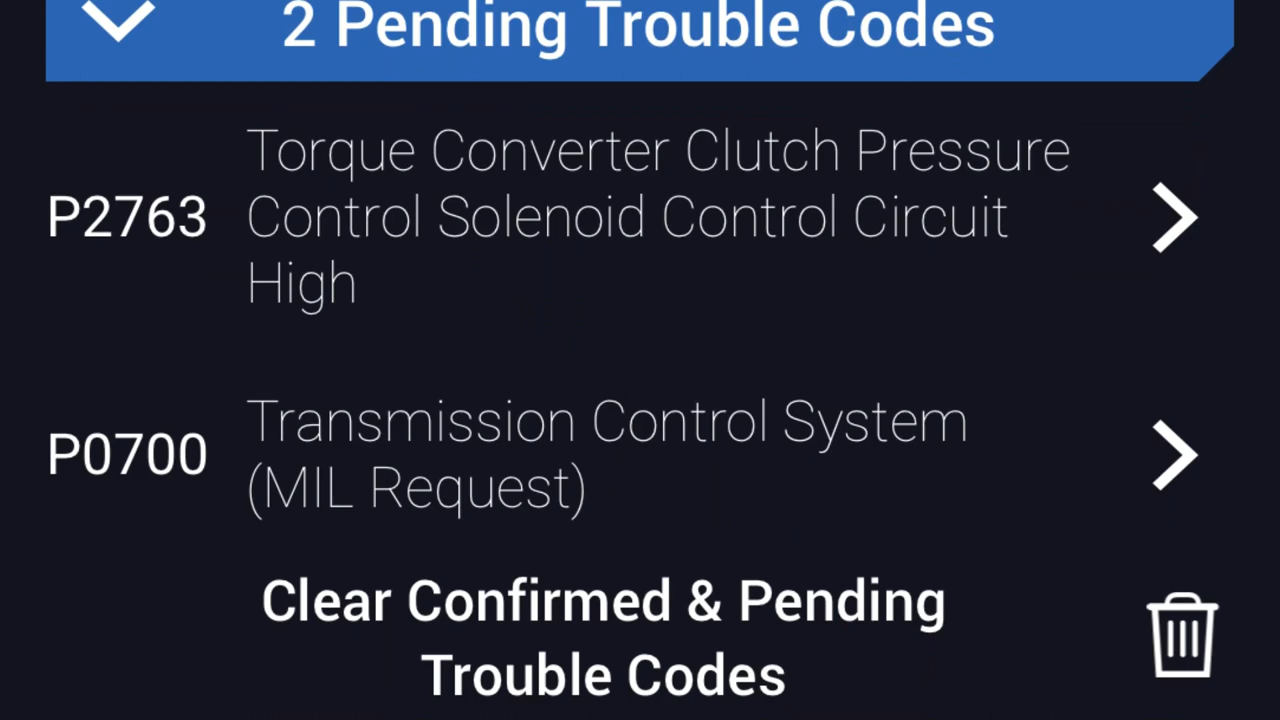 2 Pending Trouble Codes
P2763
Torque Converter Clutch Pressure
Control Solenoid Control Circuit
High
P0700
Transmission Control System
(MIL Request)
Clear Confirmed & Pending
Trouble Codes